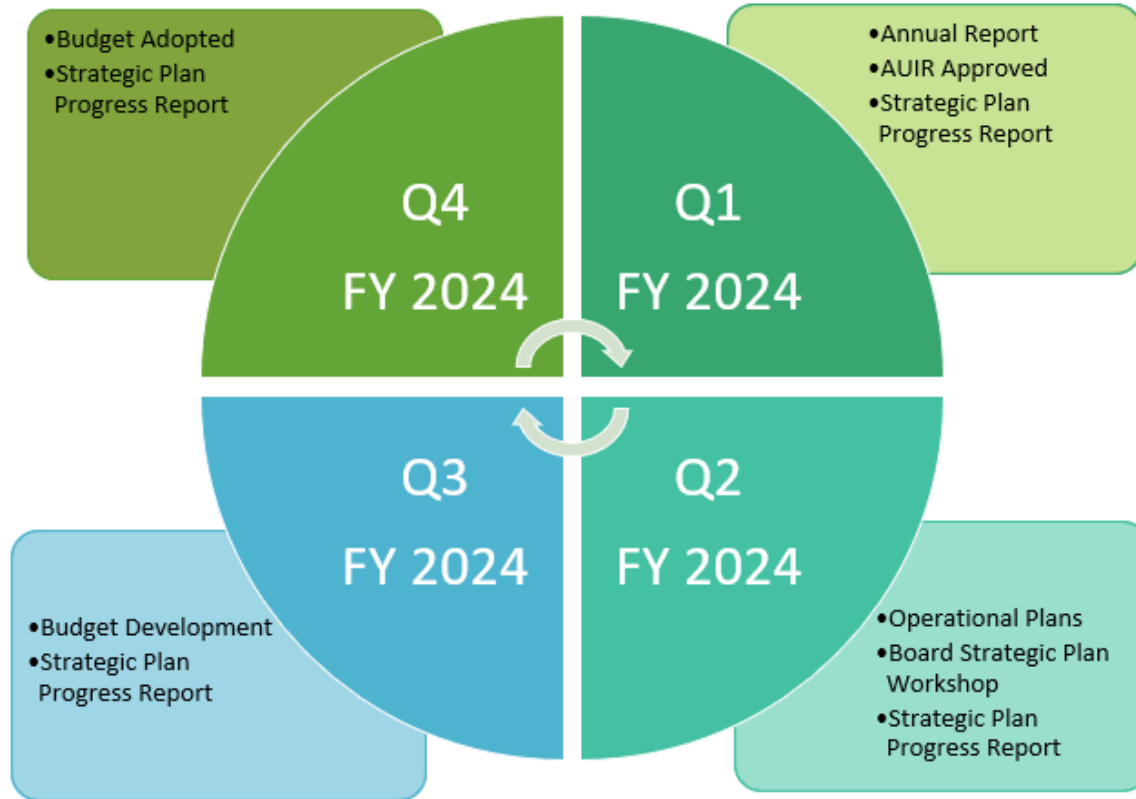 •Budget Adopted
•Strategic Plan
Progress Report
•Annual Report
•AUIR Approved
•Strategic Plan
Progress Report
Q4
FY 2024
Q1
FY 2024
Q3
FY 2024
Q2
FY 2024
•Budget Development
•Strategic Plan
Progress Report
•Operational Plans
•Board Strategic Plan
Workshop
•Strategic Plan
Progress Report